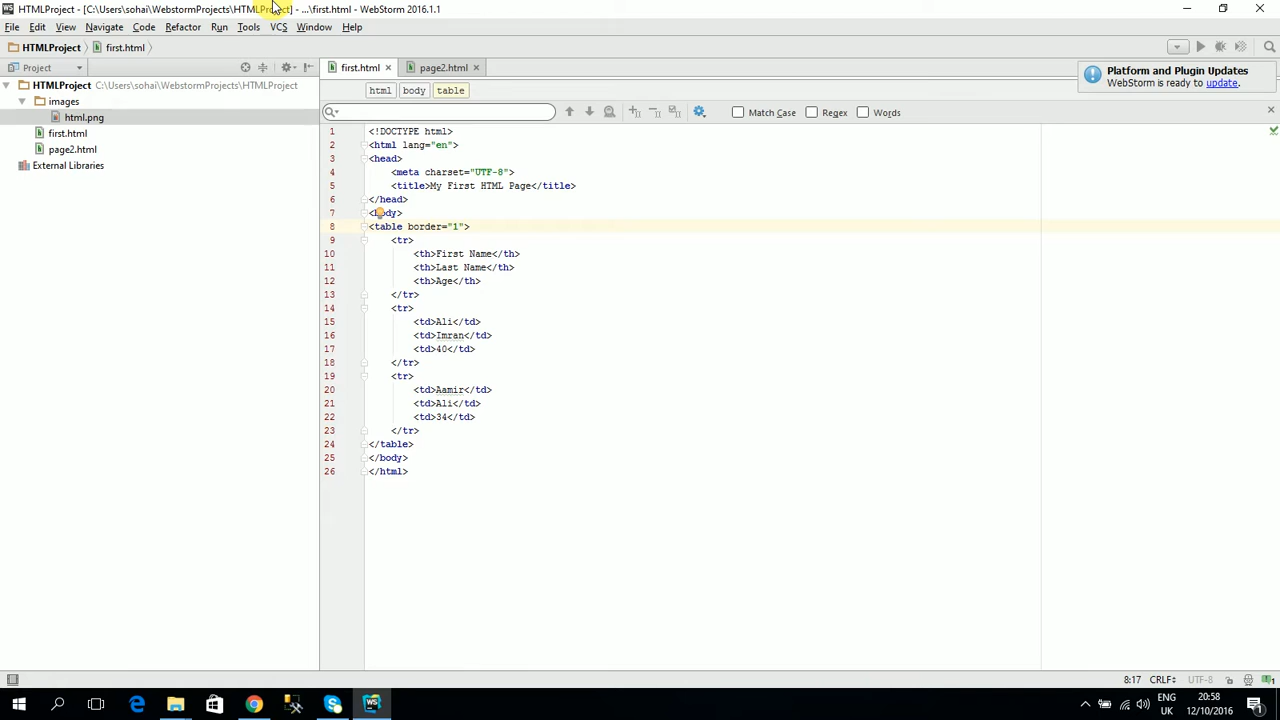 HTMLProject - [C:\Users\sohai\WebstormProjects\HTMLProject] - ...\first.html - WebStorm 2016.1.1
File Edit View Navigate Code Refactor Run Tools VCS Window Help
HTMLProject first.html
Project
first.html page2.html
HTMLProject C:\Users\sohai\WebstormProjects\HTMLProject
images
html.png
first.html
page2.html
External Libraries
html body table
Platform and Plugin Updates
WebStorm is ready to update.
Match Case Regex Words
1 <!DOCTYPE html>
2 <html lang="en">
3 <head>
4 <meta charset="UTF-8">
5 <title>My First HTML Page</title>
6 </head>
7 <body>
8 <table border="1">
9 <tr>
10 <th>First Name</th>
11 <th>Last Name</th>
12 <th>Age</th>
13 </tr>
14 <tr>
15 <td>Ali</td>
16 <td>Imran</td>
17 <td>40</td>
18 </tr>
19 <tr>
20 <td>Aamir</td>
21 <td>Ali</td>
22 <td>34</td>
23 </tr>
24 </table>
25 </body>
26 </html>
8:17 CRLF UTF-8
WS
ENG
UK
20:58
12/10/2016